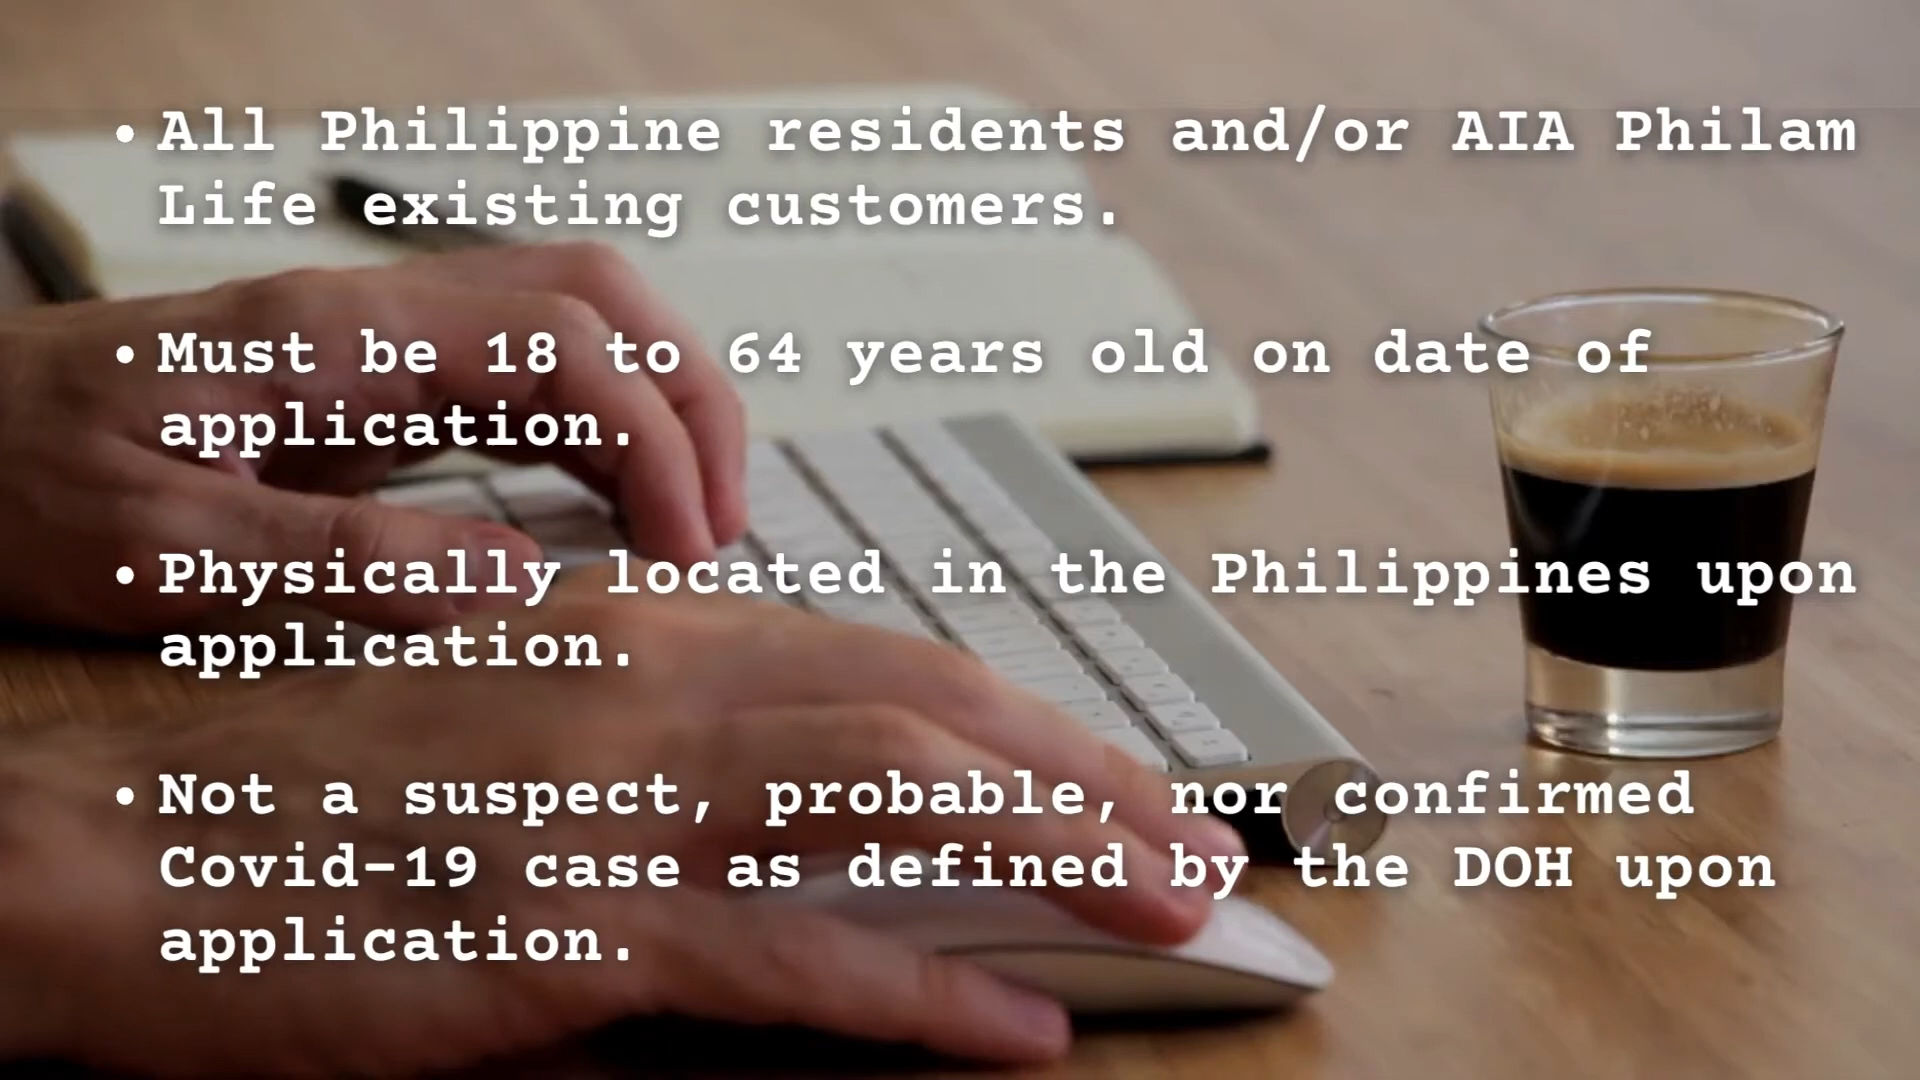 • All Philippine residents and/or AIA Philam
Life existing customers.
• Must be 18 to 64 years old on date of
application.
• Physically located in the Philippines upon
application.
• Not a suspect, probable, nor confirmed
Covid-19 case as defined by the DOH upon
application.